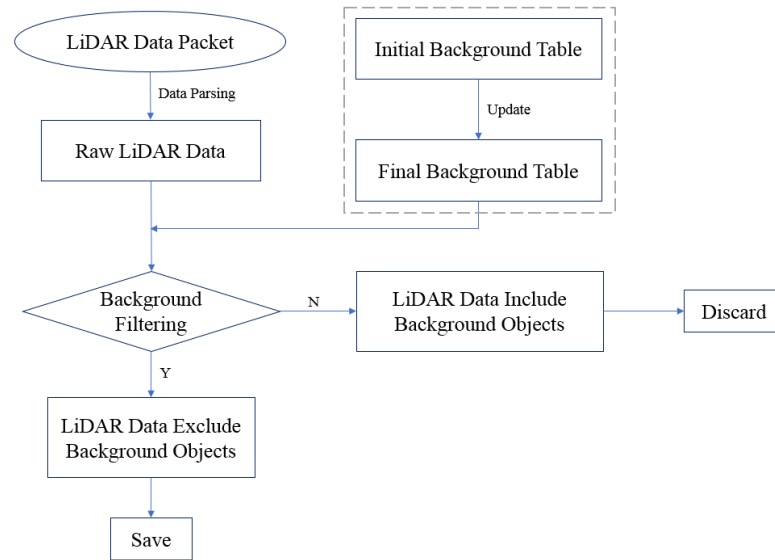 LiDAR Data Packet
Data Parsing
Raw LiDAR Data
Initial Background Table
Update
Final Background Table
Background
Filtering
N
LiDAR Data Include
Background Objects
Discard
Y
LiDAR Data Exclude
Background Objects
Save